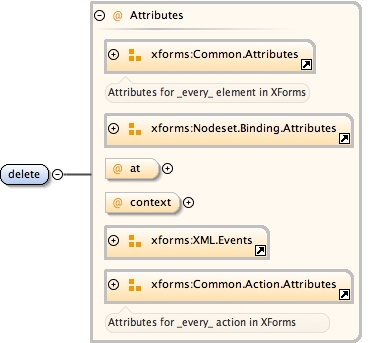 @ Attributes
xforms:Common.Attributes
Attributes for _every_ element in XForms
xforms:Nodeset.Binding.Attributes
delete
@ at
@ context
xforms:XML.Events
xforms:Common.Action.Attributes
Attributes for _every_ action in XForms